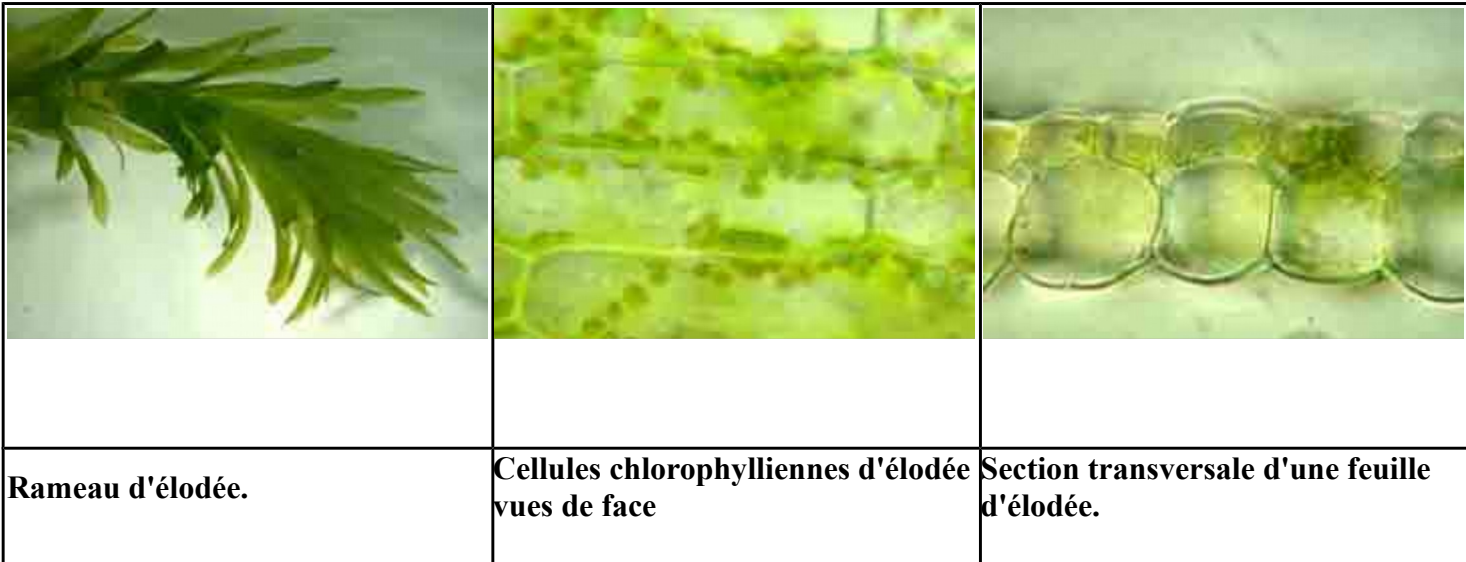 Rameau d'élodée.
Cellules chlorophylliennes d'élodée
vues de face
Section transversale d'une feuille
d'élodée.